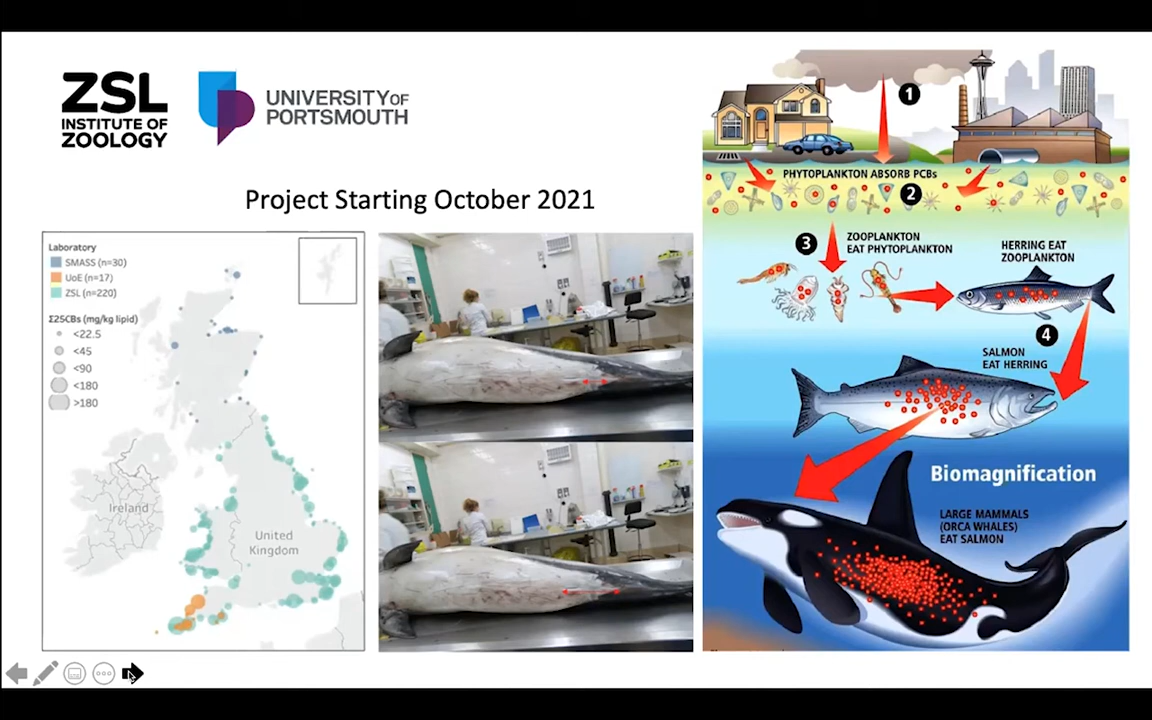 ZSL
INSTITUTE OF
ZOOLOGY
UNIVERSITY OF
PORTSMOUTH
Project Starting October 2021
Laboratory
SMASS (n=30)
UoE (n=17)
ZSL (n=220)
Σ25CBs (mg/kg lipid)
<22.5
<45
<90
<180
>180
Ireland
United
Kingdom
1
PHYTOPLANKTON ABSORB PCBs
2
3
ZOOPLANKTON
EAT PHYTOPLANKTON
HERRING EAT
ZOOPLANKTON
4
SALMON
EAT HERRING
Biomagnification
LARGE MAMMALS
(ORCA WHALES)
EAT SALMON